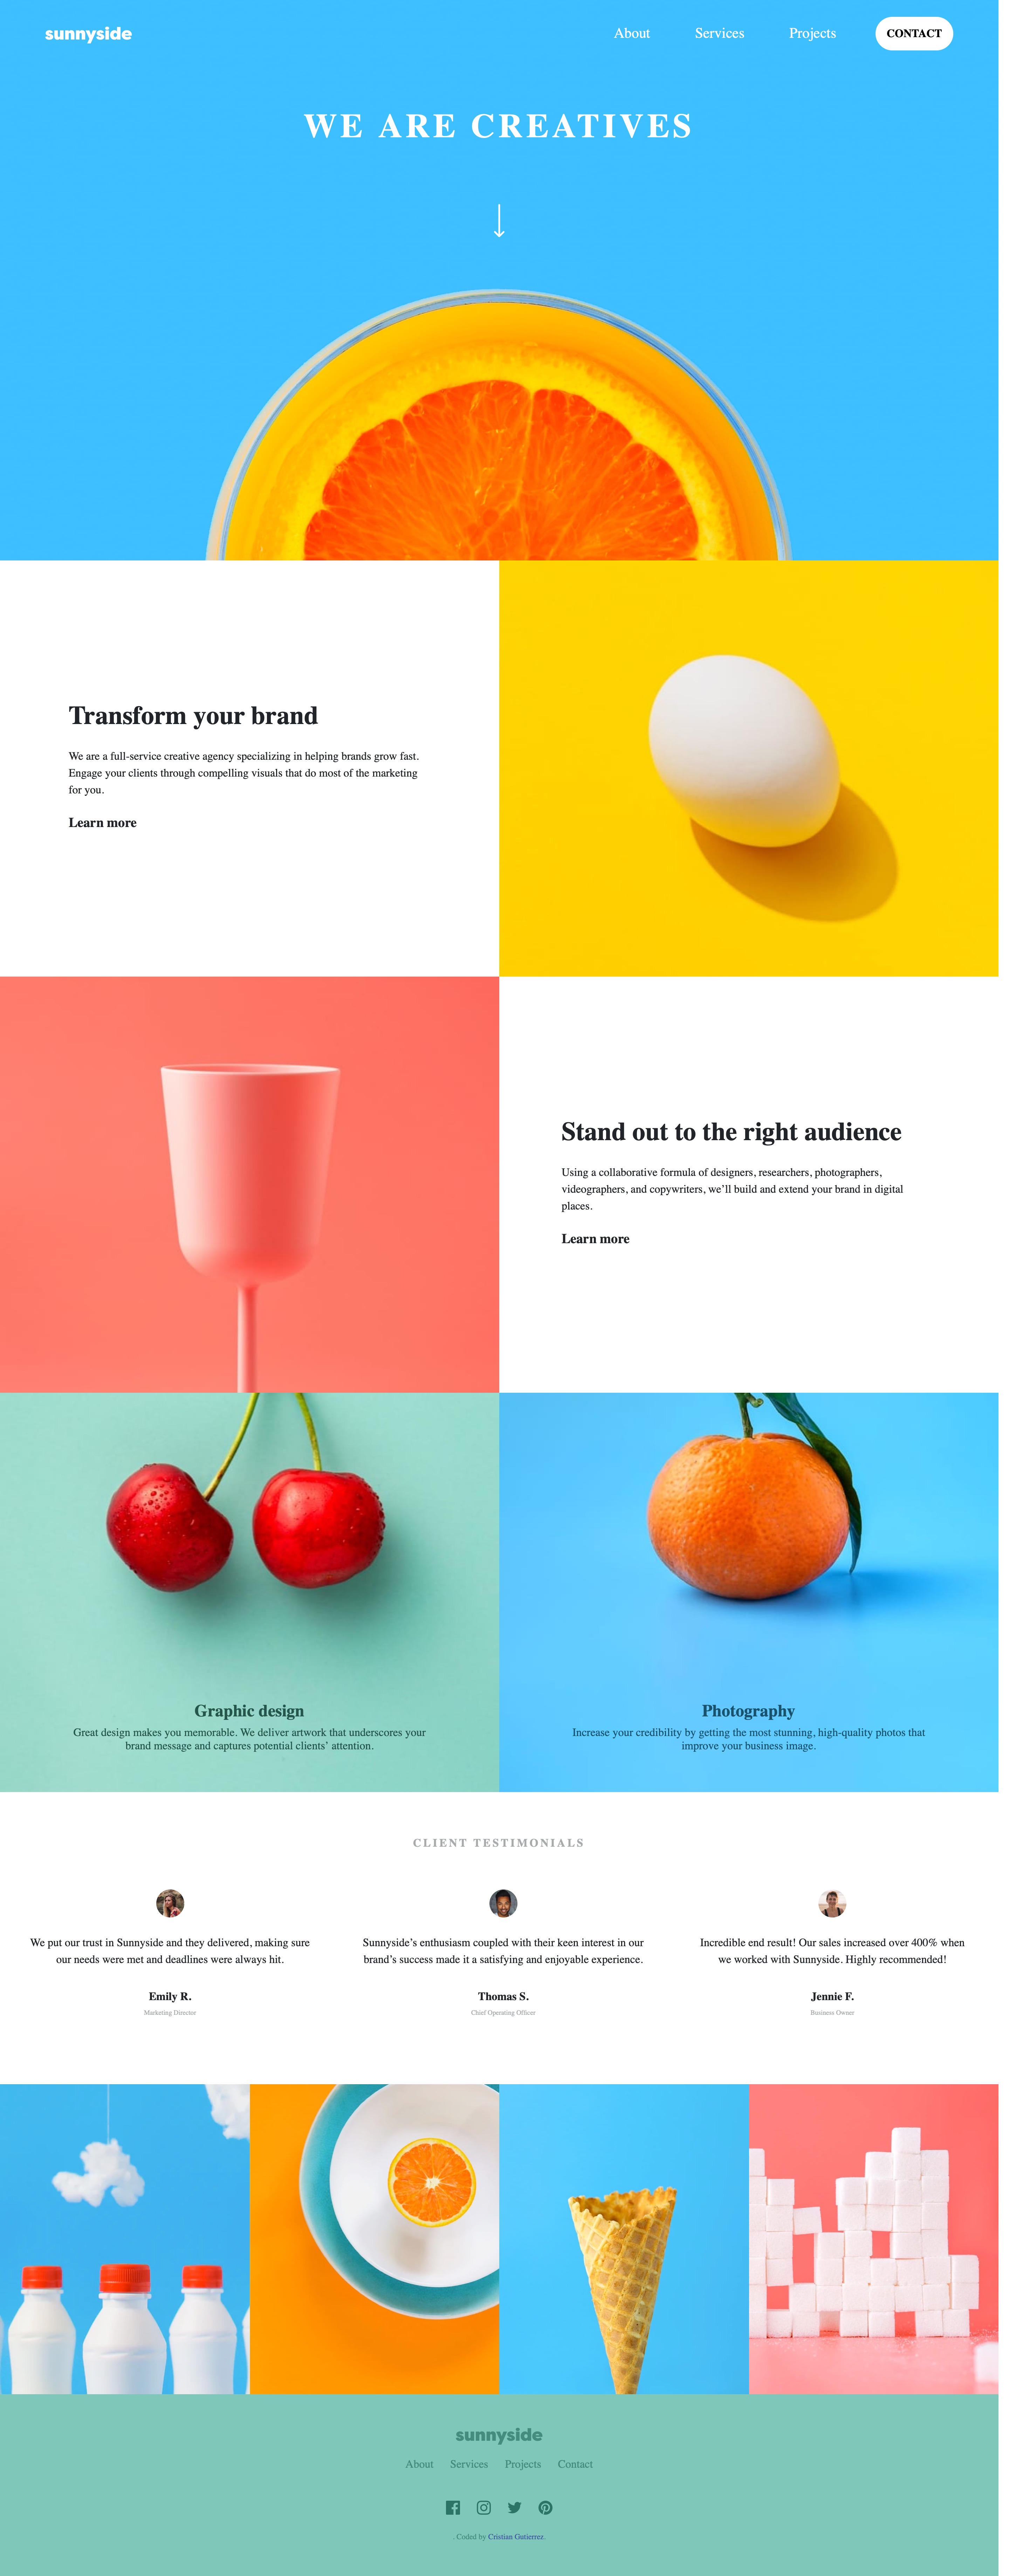 sunnyside
About Services Projects CONTACT
WE ARE CREATIVES
Transform your brand
We are a full-service creative agency specializing in helping brands grow fast.
Engage your clients through compelling visuals that do most of the marketing
for you.
Learn more
Stand out to the right audience
Using a collaborative formula of designers, researchers, photographers,
videographers, and copywriters, we’ll build and extend your brand in digital
places.
Learn more
Graphic design
Great design makes you memorable. We deliver artwork that underscores your
brand message and captures potential clients’ attention.
Photography
Increase your credibility by getting the most stunning, high-quality photos that
improve your business image.
CLIENT TESTIMONIALS
We put our trust in Sunnyside and they delivered, making sure
our needs were met and deadlines were always hit.
Emily R.
Marketing Director
Sunnyside’s enthusiasm coupled with their keen interest in our
brand’s success made it a satisfying and enjoyable experience.
Thomas S.
Chief Operating Officer
Incredible end result! Our sales increased over 400% when
we worked with Sunnyside. Highly recommended!
Jennie F.
Business Owner
sunnyside
About Services Projects Contact
. Coded by Cristian Gutierrez.